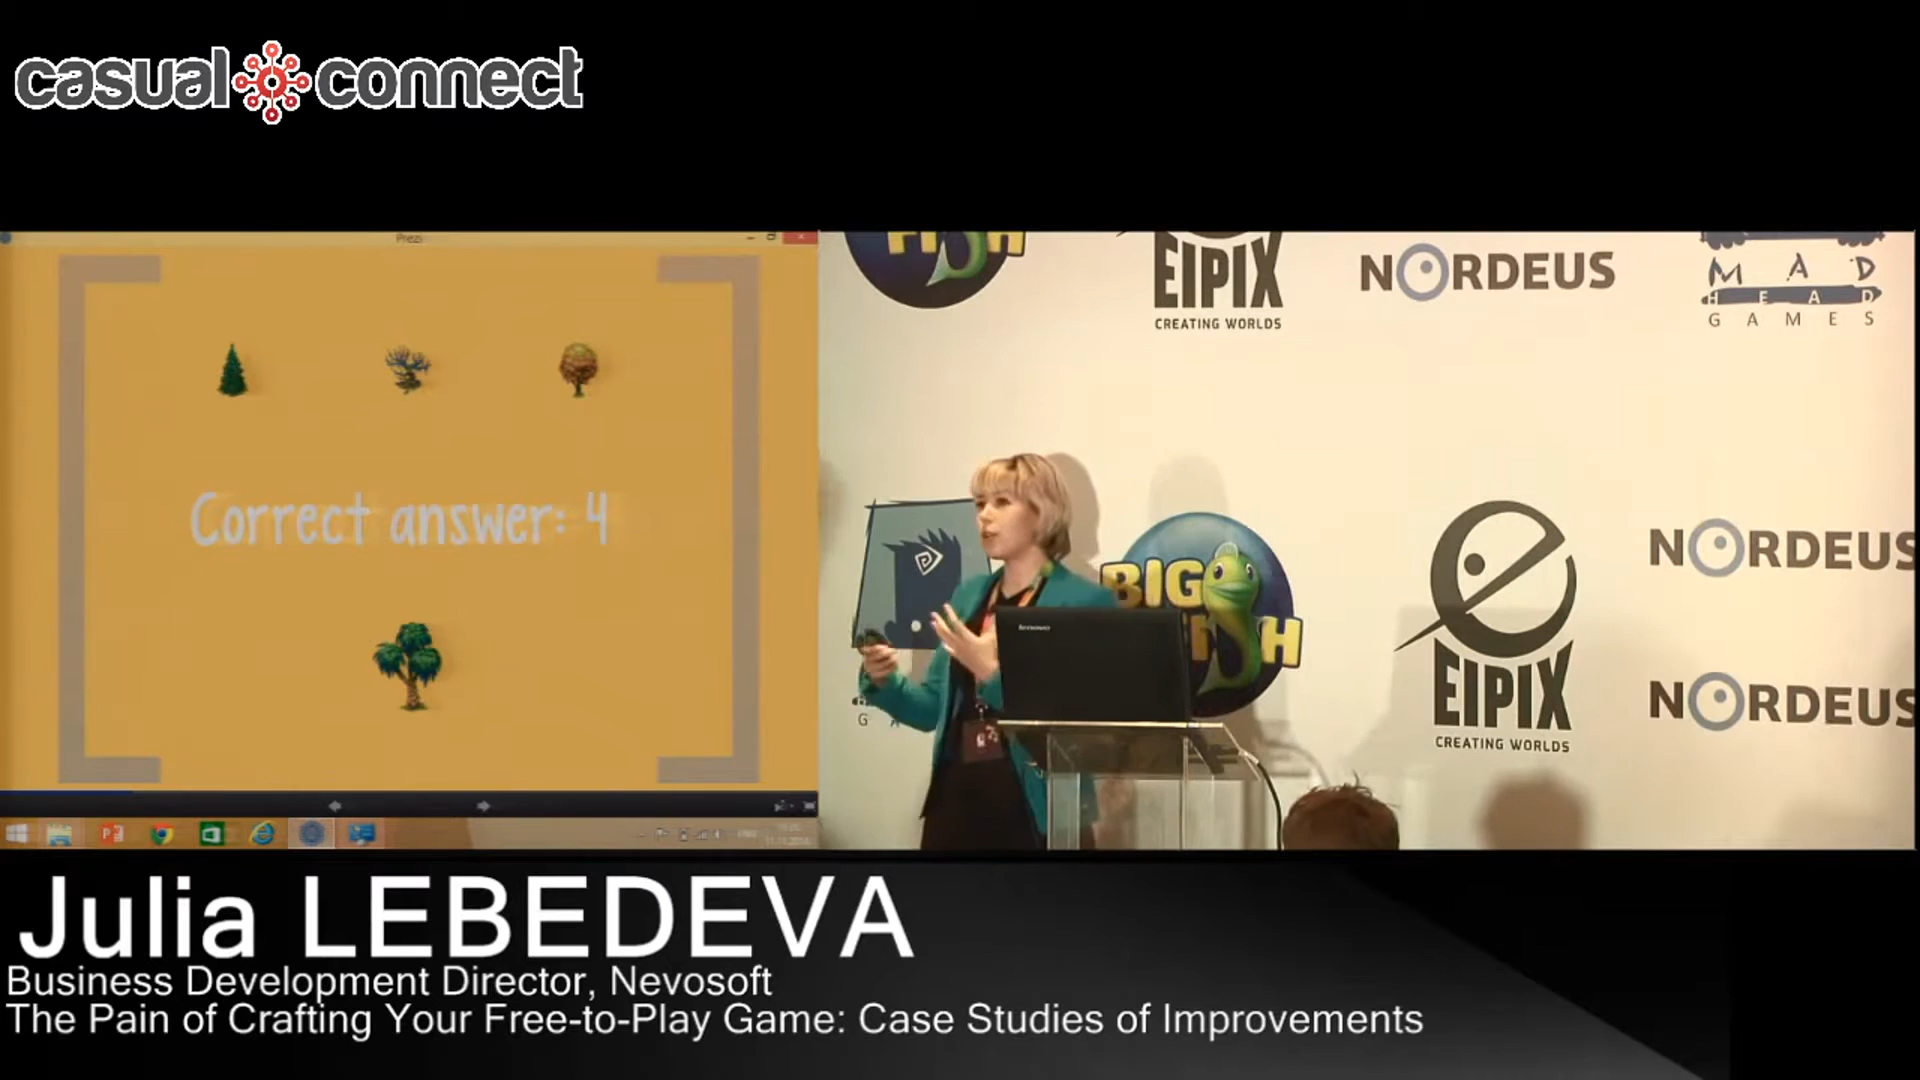 casual connect
Prezi
Correct answer: 4
FISH
EIPIX
CREATING WORLDS
NORDEUS
MAD
HEAD
GAMES
lenovo
BIG
FISH
EIPIX
CREATING WORLDS
NORDEUS
NORDEUS
G A
Julia LEBEDEVA
Business Development Director, Nevosoft
The Pain of Crafting Your Free-to-Play Game: Case Studies of Improvements